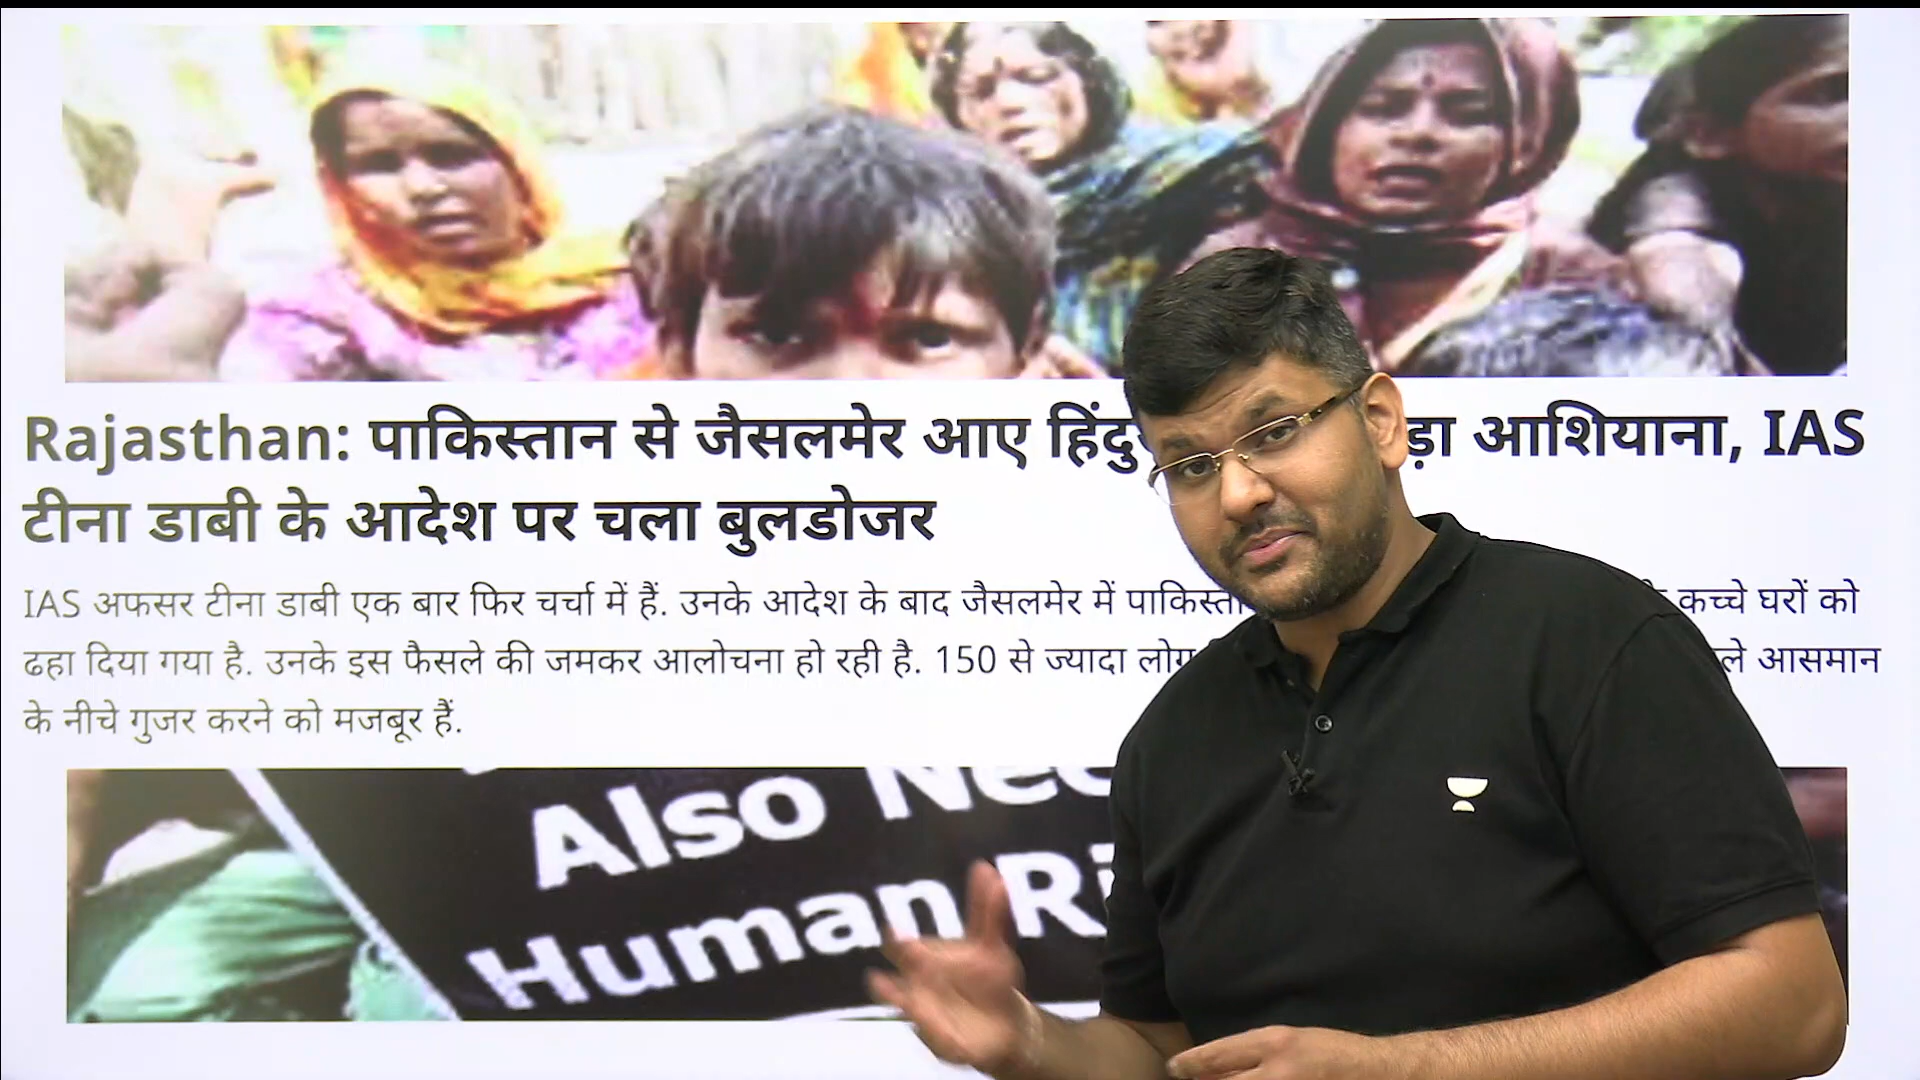 Rajasthan: पाकिस्तान से जैसलमेर आए आशियाना, IAS
टीना डाबी के आदेश पर चला बुलडोजर
IAS अफसर टीना डाबी एक बार फिर चर्चा में हैं. उनके आदेश के बाद जैसलमेर में कच्चे घरों को
ढहा दिया गया है. उनके इस फैसले की जमकर आलोचना हो रही है. 150 से ज्यादा लोग आसमान
के नीचे गुजर करने को मजबूर हैं.
Also
Human